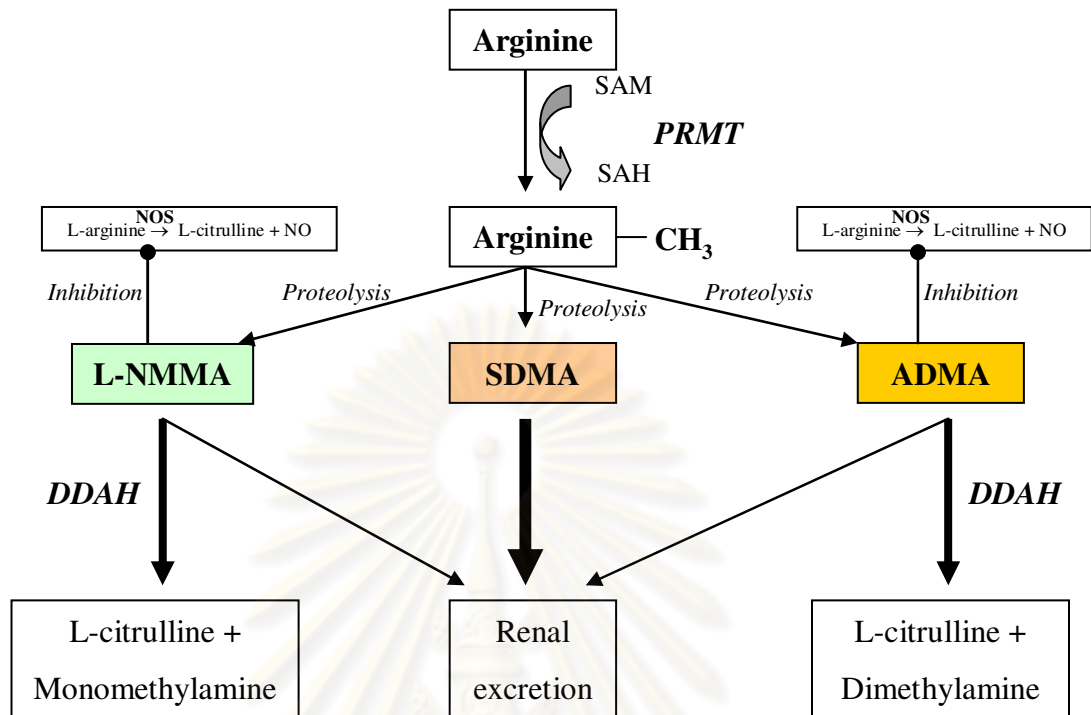 Arginine
SAM
PRMT
SAH
NOS
L-arginine → L-citrulline + NO
Arginine — CH₃
NOS
L-arginine → L-citrulline + NO
Inhibition
Proteolysis
Proteolysis
Proteolysis
Inhibition
L-NMMA
SDMA
ADMA
DDAH
DDAH
L-citrulline +
Monomethylamine
Renal
excretion
L-citrulline +
Dimethylamine